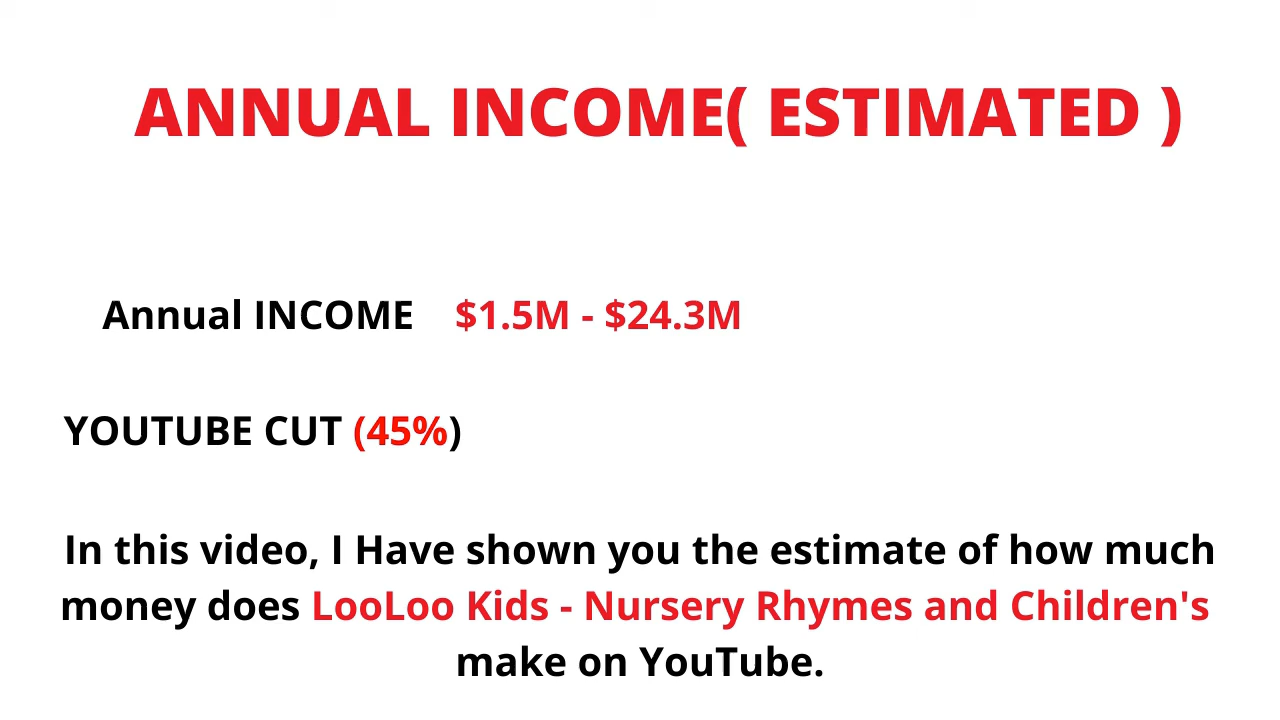 ANNUAL INCOME( ESTIMATED )
Annual INCOME $1.5M - $24.3M
YOUTUBE CUT (45%)
In this video, I Have shown you the estimate of how much
money does LooLoo Kids - Nursery Rhymes and Children's
make on YouTube.